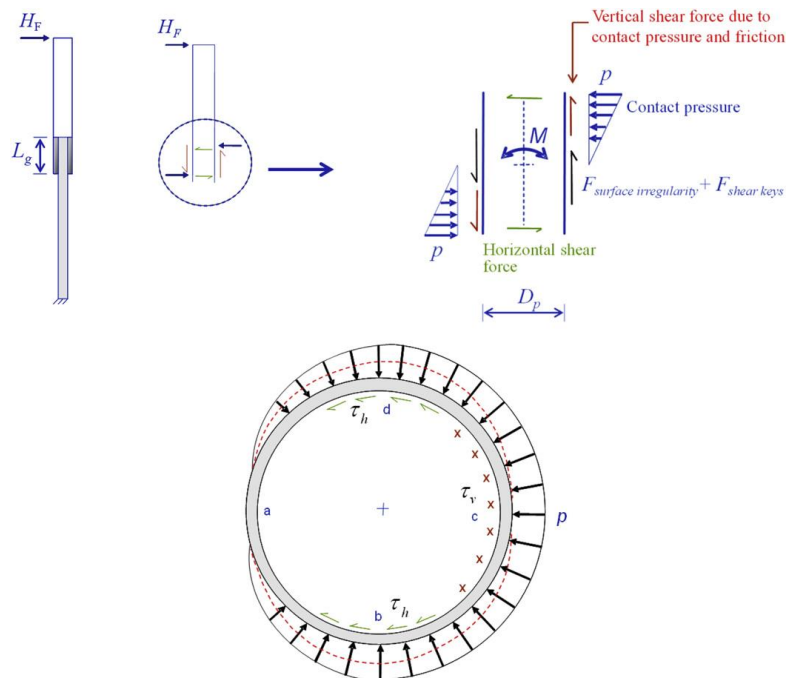 H_F
L_g
H_F
Vertical shear force due to
contact pressure and friction
p
Contact pressure
M
F_surface irregularity + F_shear keys
p
Horizontal shear
force
D_p
τ_h
d
a
+
τ_v
c
p
b
τ_h